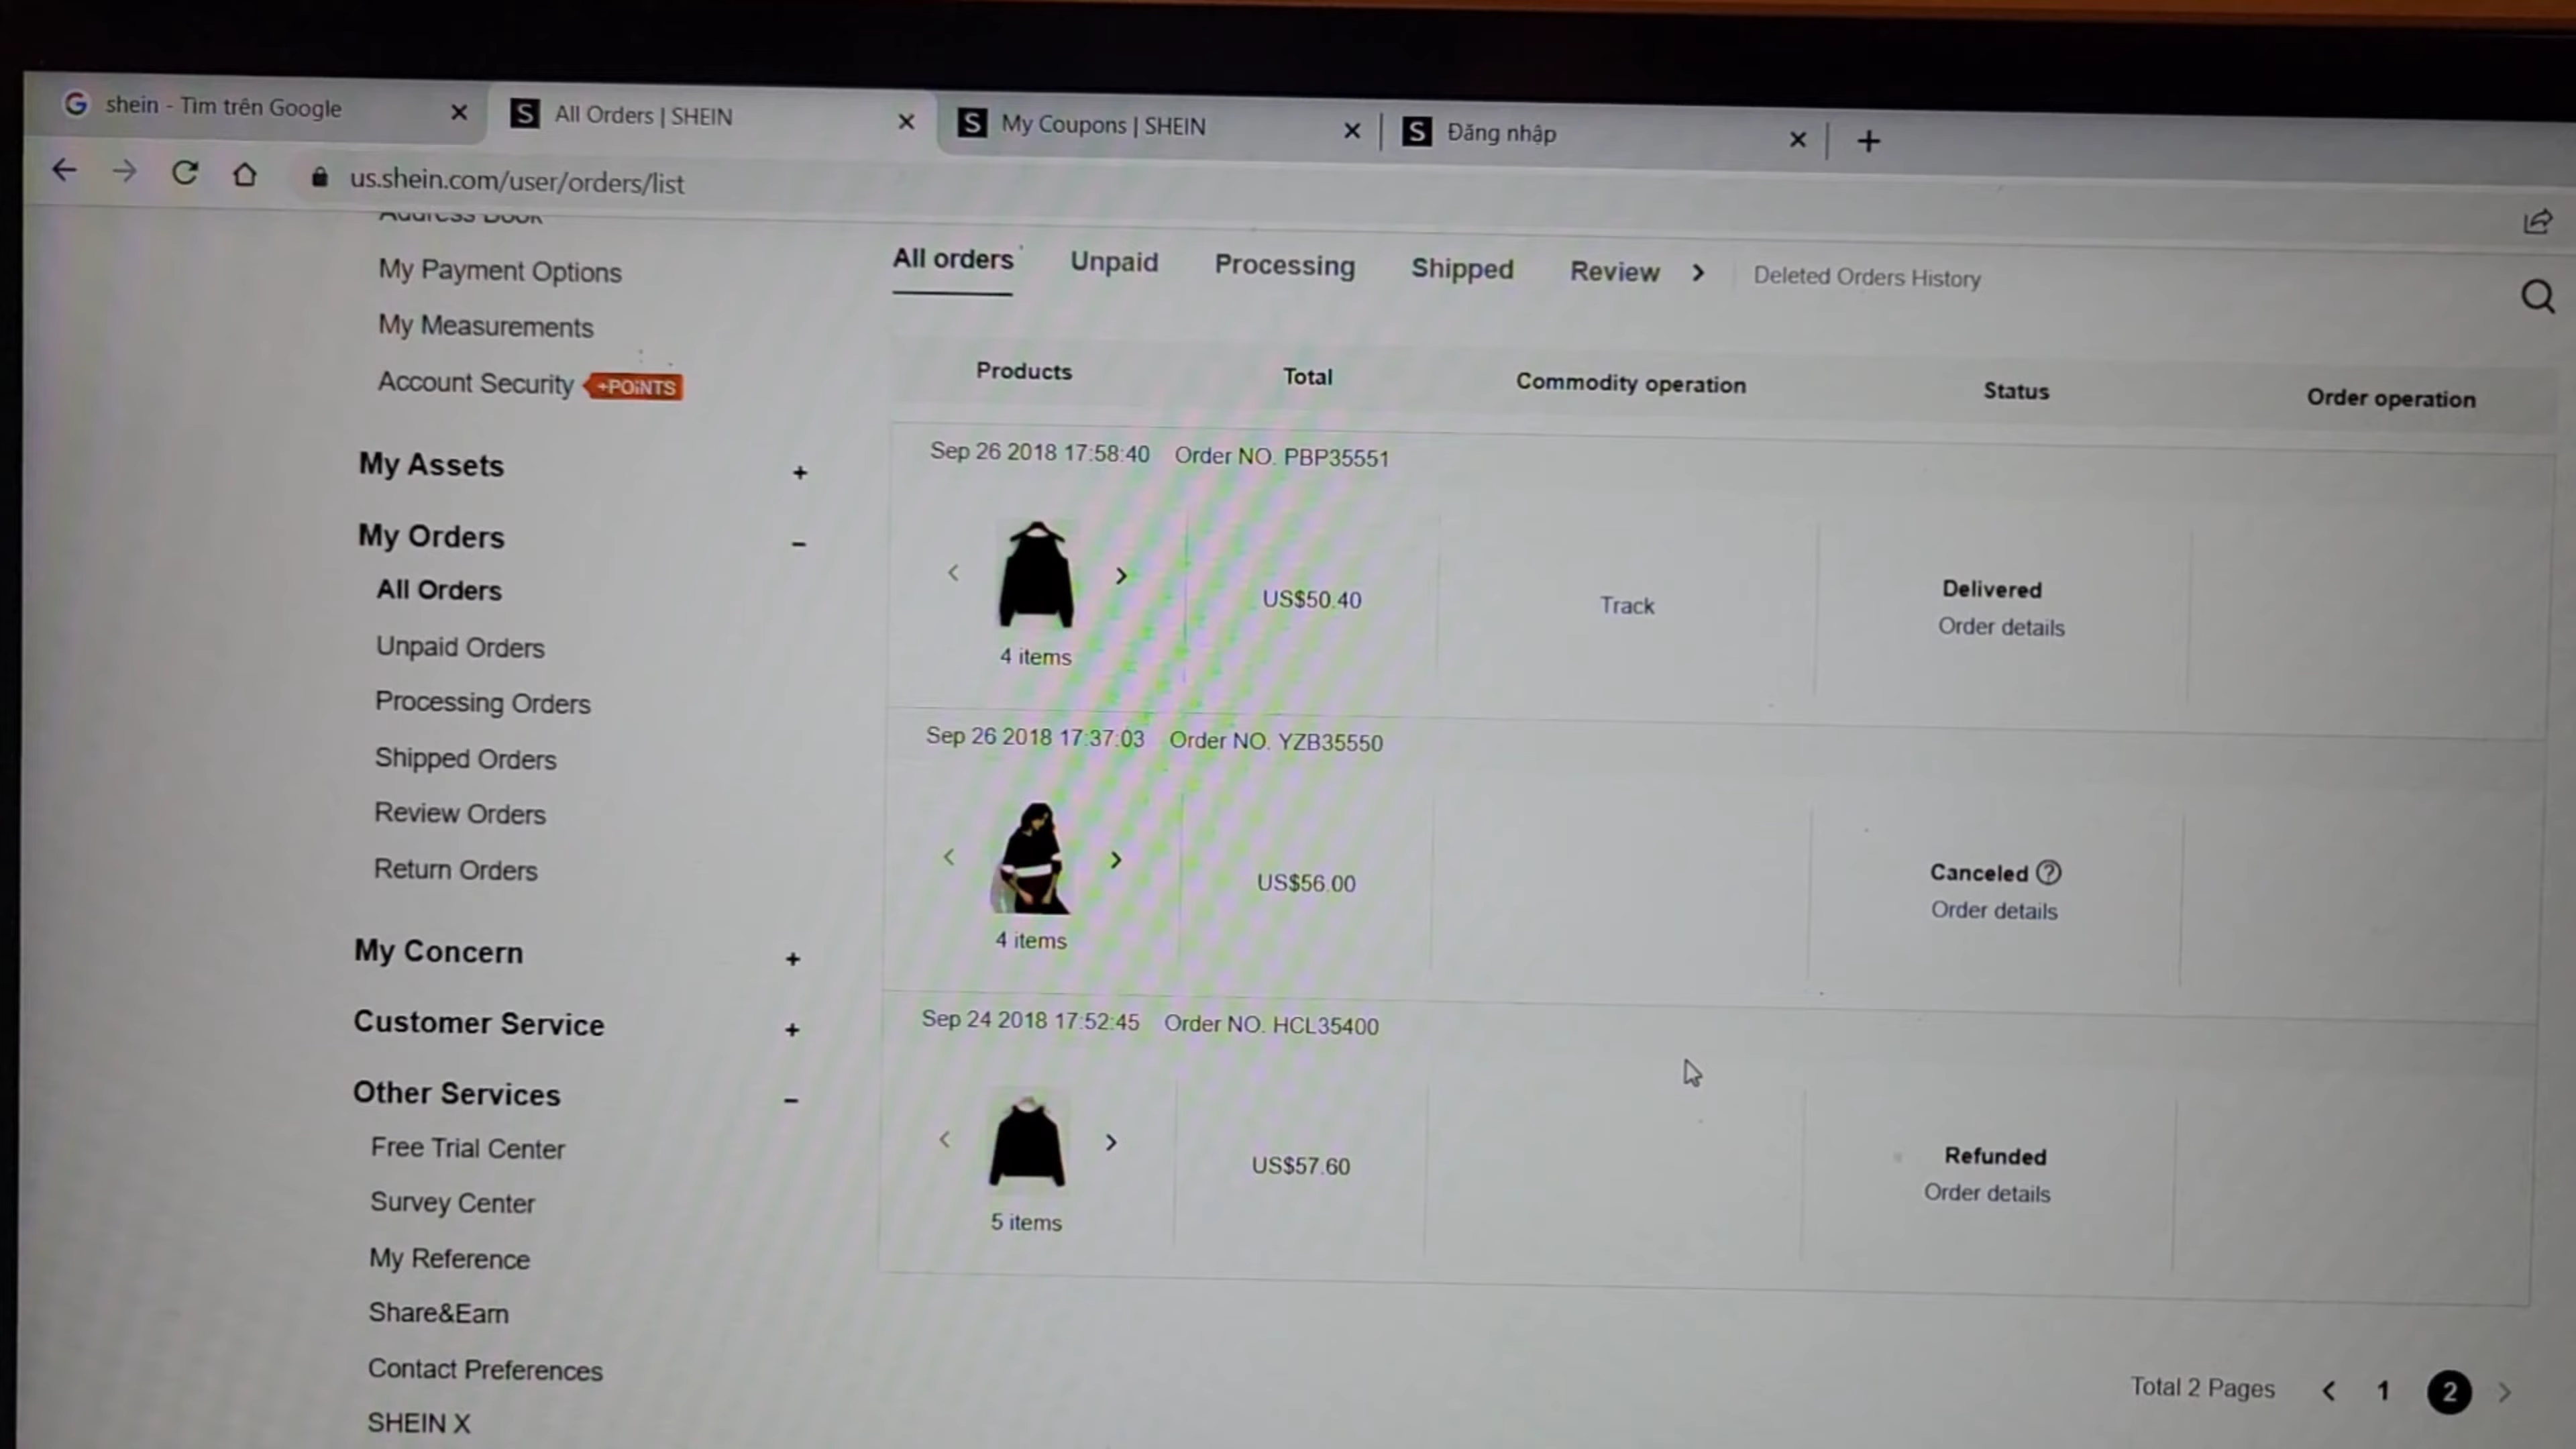 shein - Tìm trên Google
All Orders | SHEIN
My Coupons | SHEIN
Đăng nhập
us.shein.com/user/orders/list
Address Book
My Payment Options
My Measurements
Account Security +POiNTS
My Assets +
My Orders -
All Orders
Unpaid Orders
Processing Orders
Shipped Orders
Review Orders
Return Orders
My Concern +
Customer Service +
Other Services -
Free Trial Center
Survey Center
My Reference
Share&Earn
Contact Preferences
SHEIN X
All orders Unpaid Processing Shipped Review > Deleted Orders History
Products Total Commodity operation Status Order operation
Sep 26 2018 17:58:40 Order NO. PBP35551
4 items
US$50.40
Track
Delivered
Order details
Sep 26 2018 17:37:03 Order NO. YZB35550
4 items
US$56.00
Canceled ?
Order details
Sep 24 2018 17:52:45 Order NO. HCL35400
5 items
US$57.60
Refunded
Order details
Total 2 Pages < 1 2 >